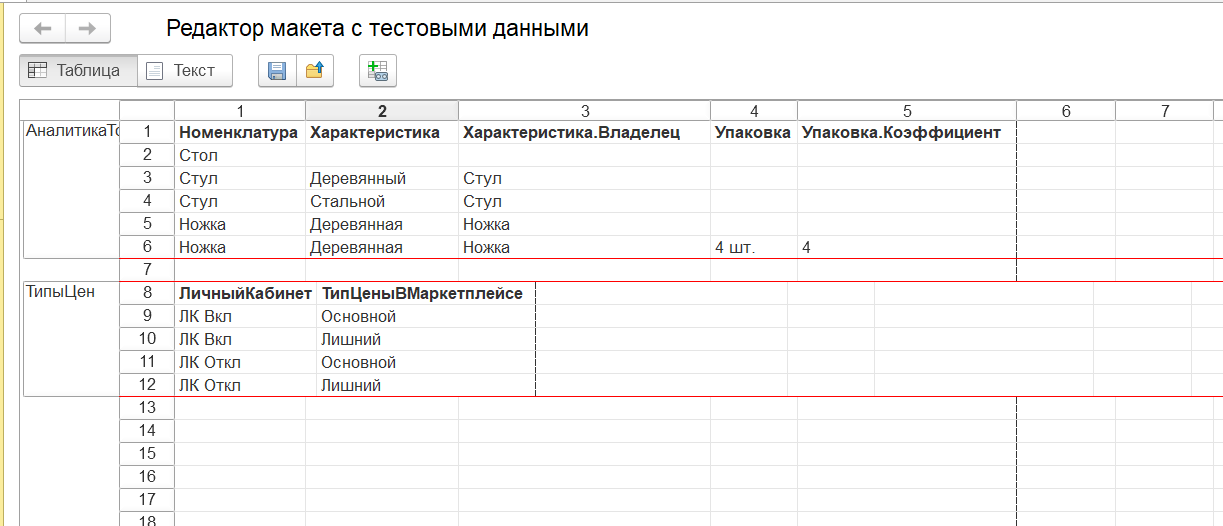 Редактор макета с тестовыми данными
Таблица Текст
1 2 3 4 5 6 7
АналитикаТо 1 Номенклатура Характеристика Характеристика.Владелец Упаковка Упаковка.Коэффициент
2 Стол
3 Стул Деревянный Стул
4 Стул Стальной Стул
5 Ножка Деревянная Ножка
6 Ножка Деревянная Ножка 4 шт. 4
7
ТипыЦен 8 ЛичныйКабинет ТипЦеныВМаркетплейсе
9 ЛК Вкл Основной
10 ЛК Вкл Лишний
11 ЛК Откл Основной
12 ЛК Откл Лишний
13
14
15
16
17
18